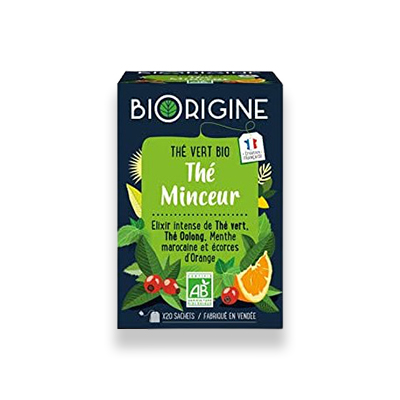 BIORIGINE
THÉ VERT BIO
Thé
Minceur
Elixir intense de Thé vert,
Thé Oolong, Menthe
marocaine et écorces
d'Orange
AB
X20 SACHETS / FABRIQUÉ EN VENDÉE